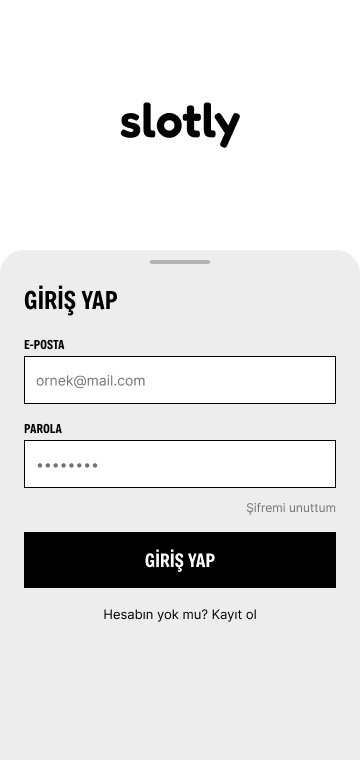 slotly
GİRİŞ YAP
E-POSTA
ornek@mail.com
PAROLA
••••••••
Şifremi unuttum
GİRİŞ YAP
Hesabın yok mu? Kayıt ol